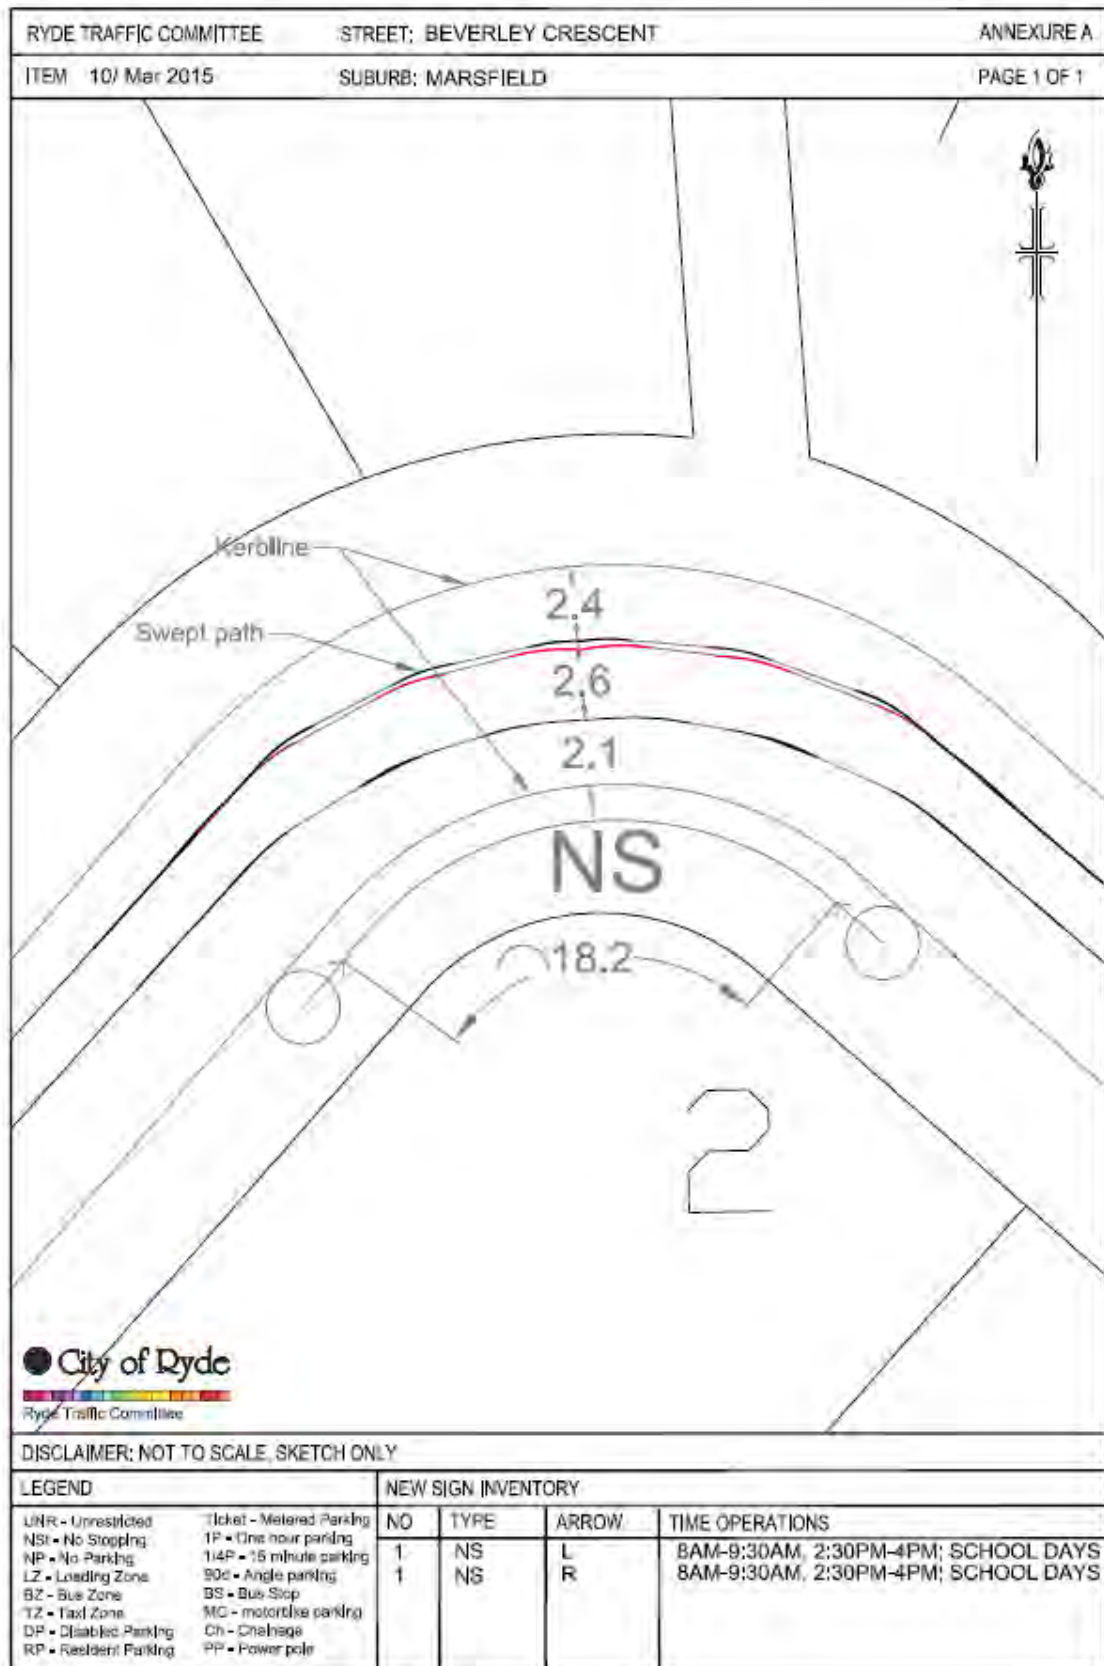 RYDE TRAFFIC COMMITTEE STREET: BEVERLEY CRESCENT ANNEXURE A
ITEM 10/ Mar 2015 SUBURB: MARSFIELD PAGE 1 OF 1
Kerbline
2.4
Swept path
2.6
2.1
NS
18.2
2
City of Ryde
Ryde Traffic Committee
DISCLAIMER: NOT TO SCALE, SKETCH ONLY
LEGEND NEW SIGN INVENTORY
NO TYPE ARROW TIME OPERATIONS
1 NS L 8AM-9:30AM, 2:30PM-4PM; SCHOOL DAYS
1 NS R 8AM-9:30AM, 2:30PM-4PM; SCHOOL DAYS
UNR - Unrestricted Ticket - Metered Parking
NSt - No Stopping 1P - One hour parking
NP - No Parking 1/4P - 15 minute parking
LZ - Loading Zone 90d - Angle parking
BZ - Bus Zone BS - Bus Stop
TZ - Taxi Zone MC - motorbike parking
DP - Disabled Parking Ch - Chainage
RP - Resident Parking PP - Power pole